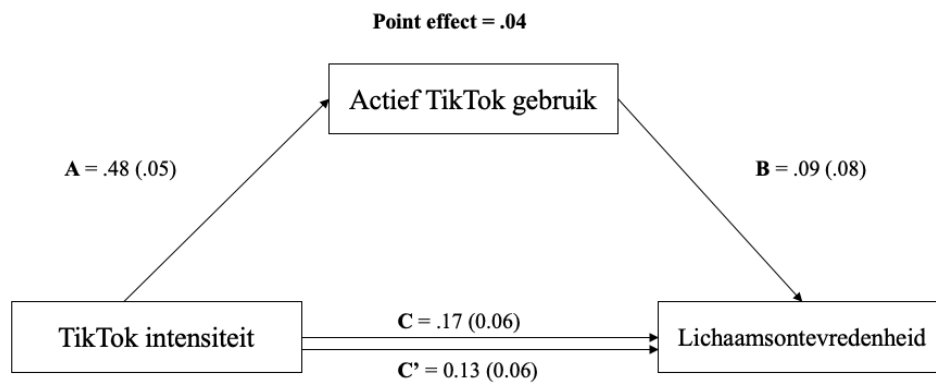 Point effect = .04
Actief TikTok gebruik
A = .48 (.05)
B = .09 (.08)
TikTok intensiteit
C = .17 (0.06)
Lichaamsontevredenheid
C’ = 0.13 (0.06)